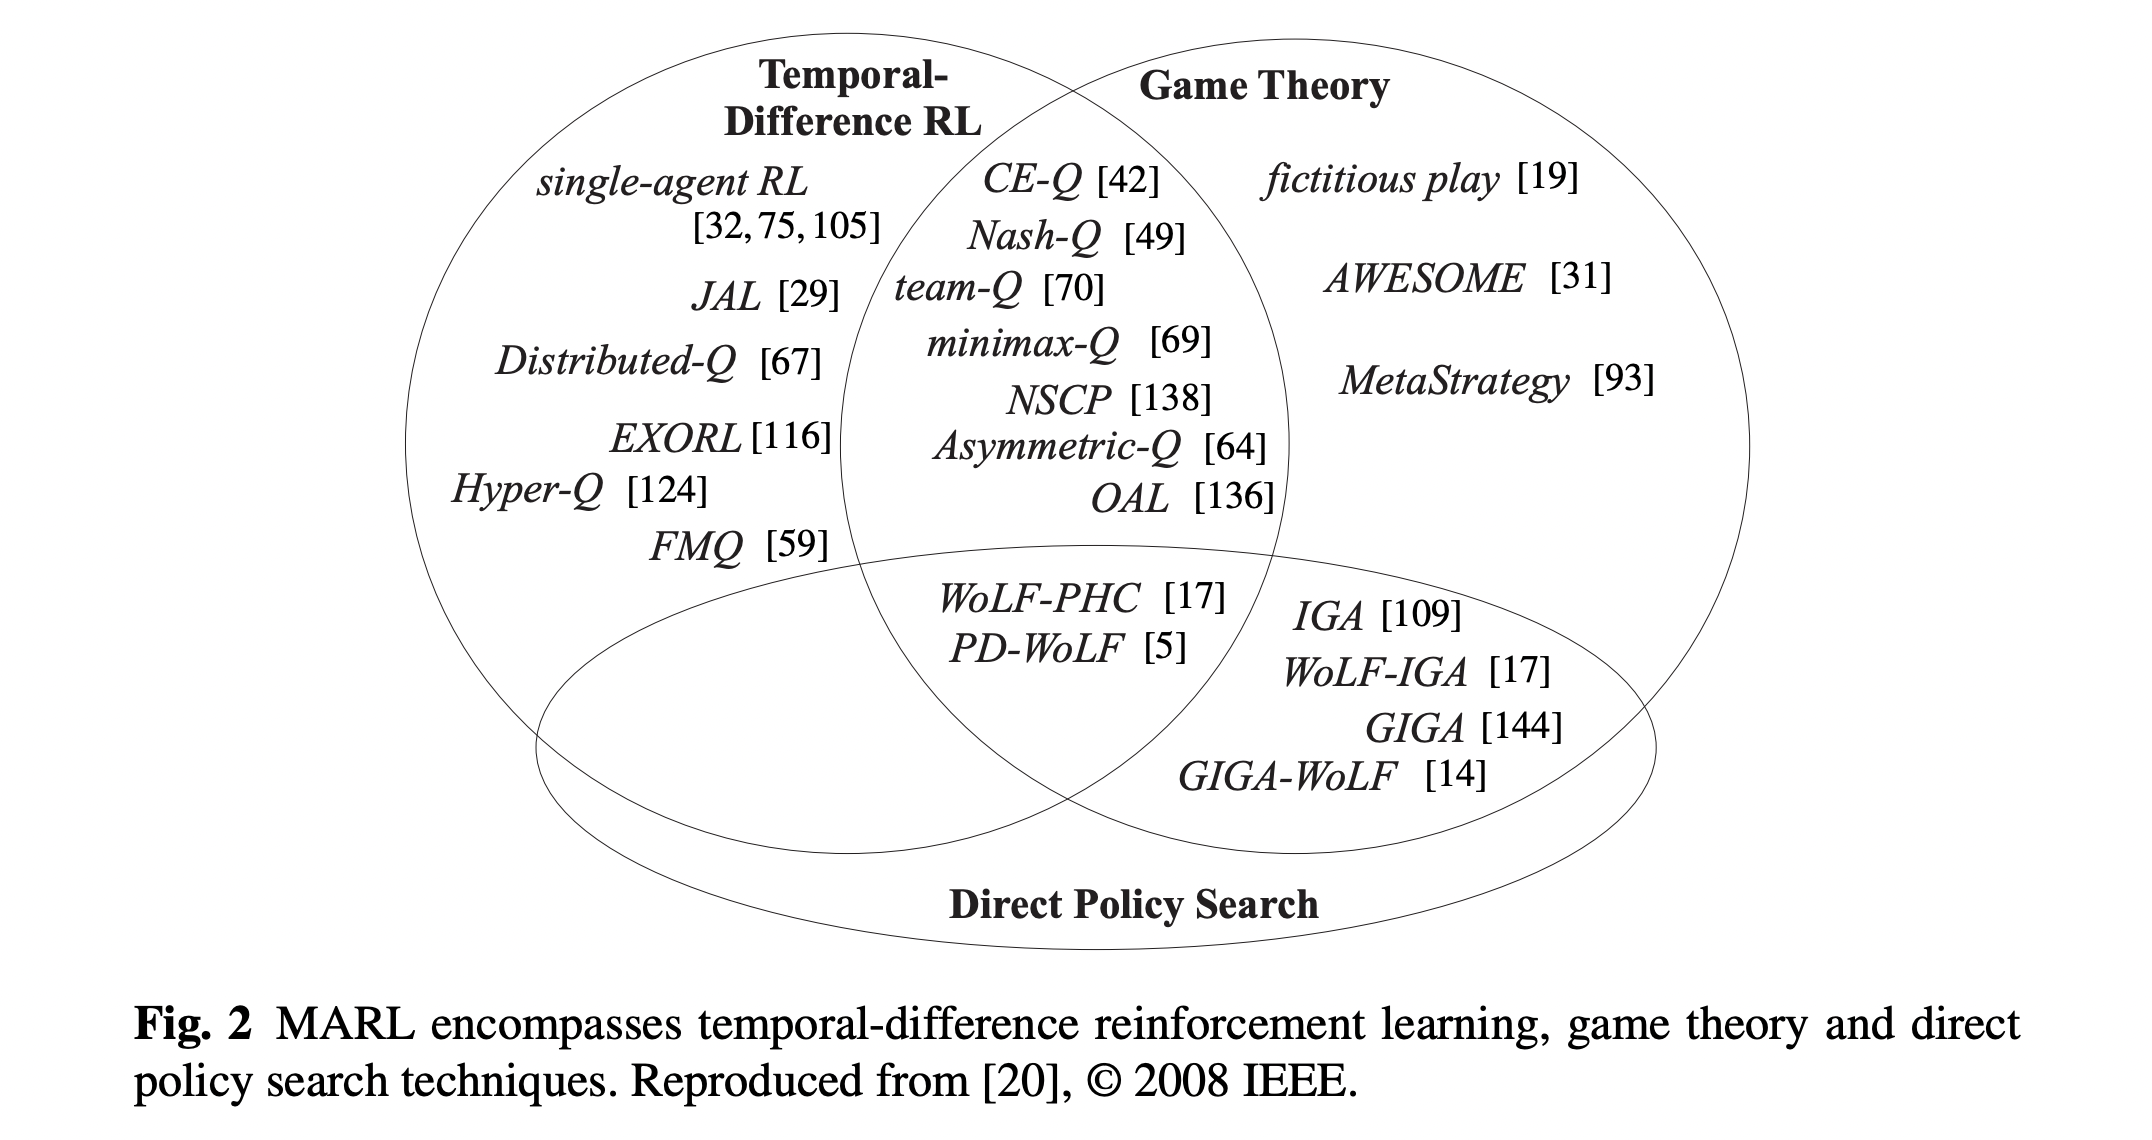 Temporal-
Difference RL
Game Theory
single-agent RL
[32, 75, 105]
JAL [29]
Distributed-Q [67]
EXORL [116]
Hyper-Q [124]
FMQ [59]
CE-Q [42]
Nash-Q [49]
team-Q [70]
minimax-Q [69]
NSCP [138]
Asymmetric-Q [64]
OAL [136]
fictitious play [19]
AWESOME [31]
MetaStrategy [93]
WoLF-PHC [17]
PD-WoLF [5]
IGA [109]
WoLF-IGA [17]
GIGA [144]
GIGA-WoLF [14]
Direct Policy Search
Fig. 2 MARL encompasses temporal-difference reinforcement learning, game theory and direct
policy search techniques. Reproduced from [20], © 2008 IEEE.